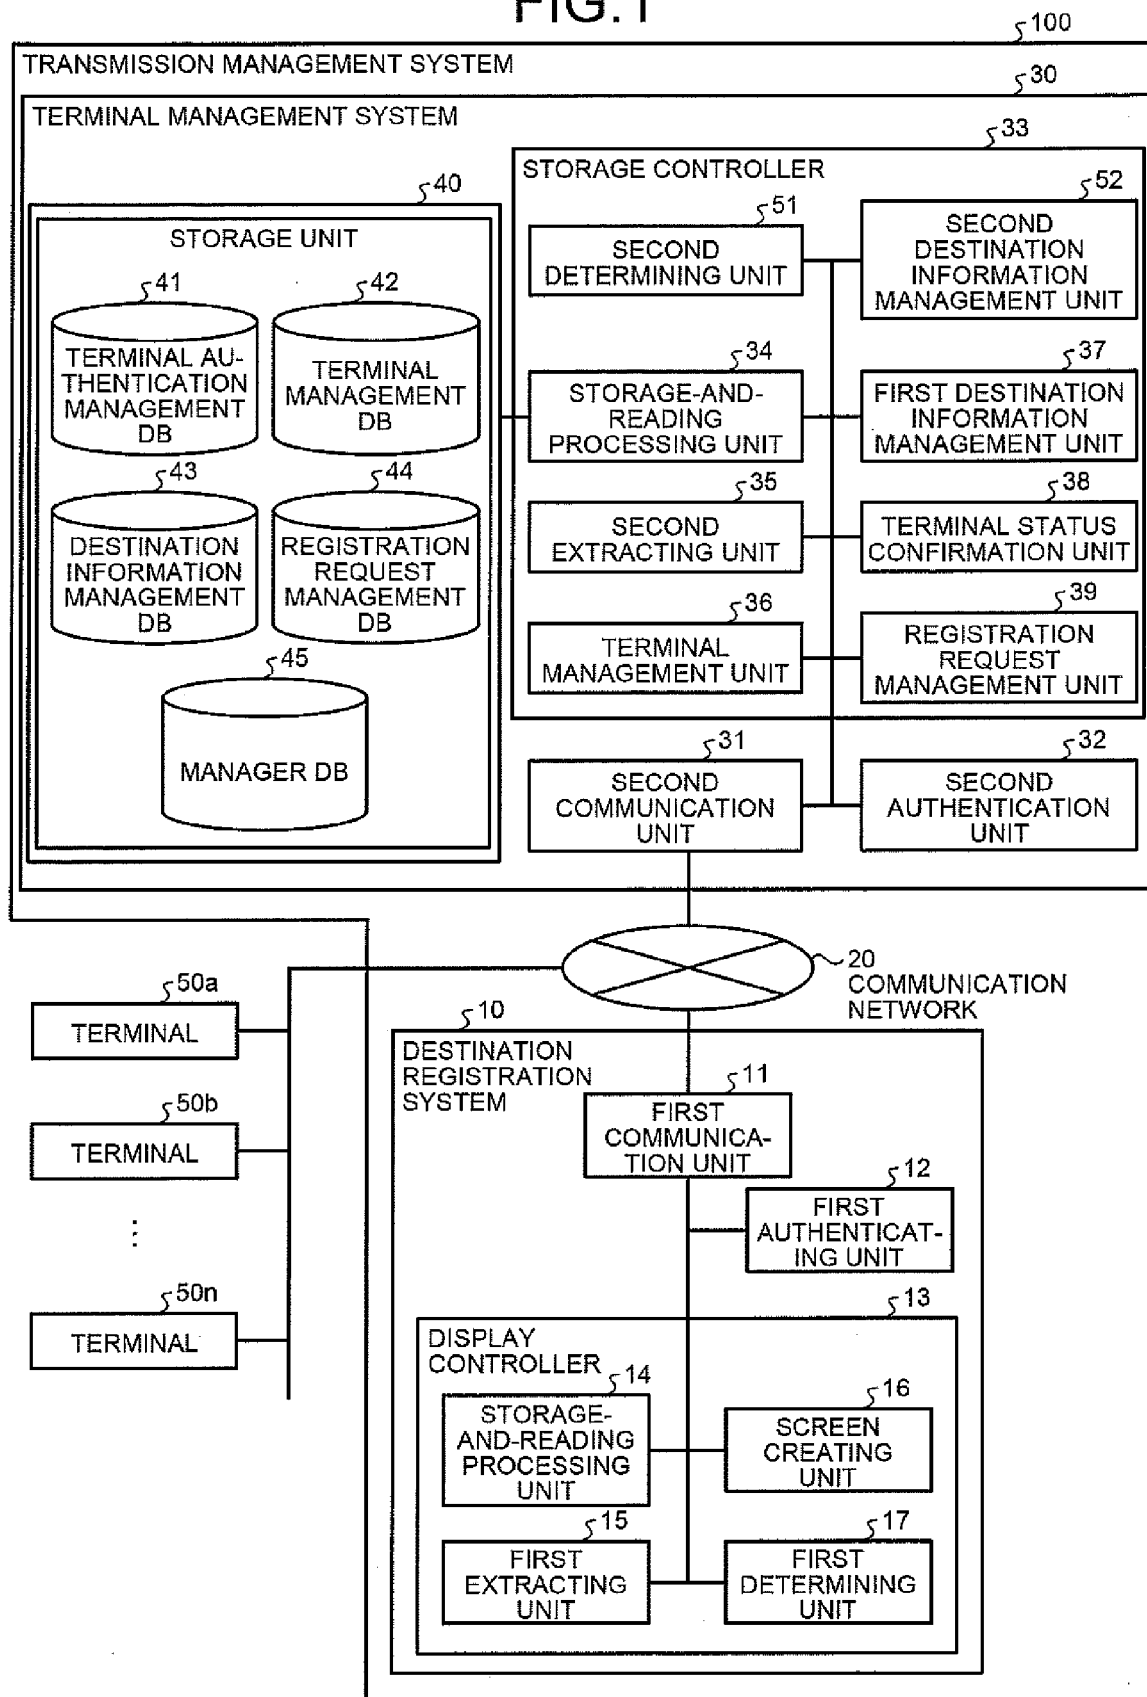 FIG.1
100
TRANSMISSION MANAGEMENT SYSTEM
30
TERMINAL MANAGEMENT SYSTEM
33
STORAGE CONTROLLER
40
STORAGE UNIT
41
TERMINAL AU-
THENTICATION
MANAGEMENT
DB
42
TERMINAL
MANAGEMENT
DB
43
DESTINATION
INFORMATION
MANAGEMENT
DB
44
REGISTRATION
REQUEST
MANAGEMENT
DB
45
MANAGER DB
51
SECOND
DETERMINING UNIT
52
SECOND
DESTINATION
INFORMATION
MANAGEMENT UNIT
34
STORAGE-AND-
READING
PROCESSING UNIT
37
FIRST DESTINATION
INFORMATION
MANAGEMENT UNIT
35
SECOND
EXTRACTING UNIT
38
TERMINAL STATUS
CONFIRMATION UNIT
36
TERMINAL
MANAGEMENT UNIT
39
REGISTRATION
REQUEST
MANAGEMENT UNIT
31
SECOND
COMMUNICATION
UNIT
32
SECOND
AUTHENTICATION
UNIT
20
COMMUNICATION
NETWORK
50a
TERMINAL
50b
TERMINAL
⋮
50n
TERMINAL
10
DESTINATION
REGISTRATION
SYSTEM
11
FIRST
COMMUNICA-
TION UNIT
12
FIRST
AUTHENTICAT-
ING UNIT
13
DISPLAY
CONTROLLER
14
STORAGE-
AND-READING
PROCESSING
UNIT
16
SCREEN
CREATING
UNIT
15
FIRST
EXTRACTING
UNIT
17
FIRST
DETERMINING
UNIT